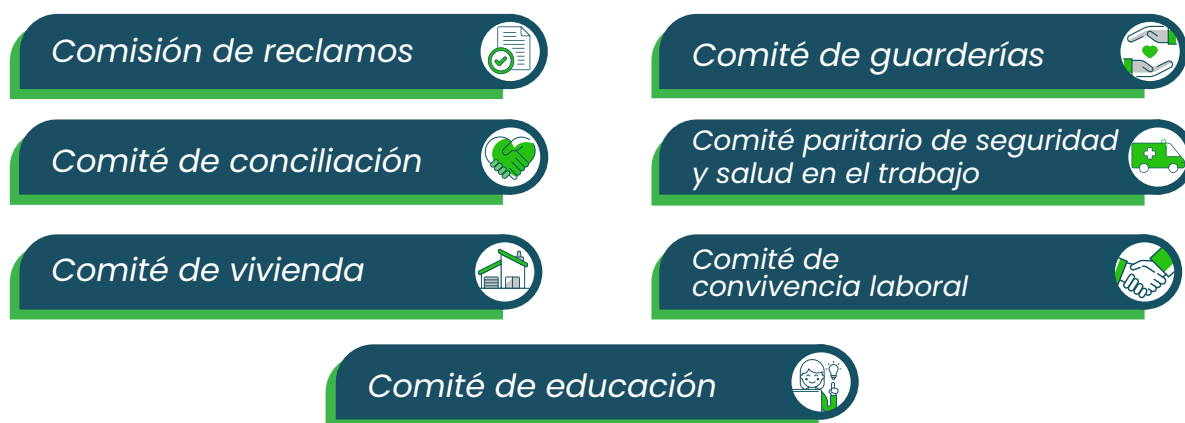 Comisión de reclamos
Comité de guarderías
Comité de conciliación
Comité paritario de seguridad
y salud en el trabajo
Comité de vivienda
Comité de
convivencia laboral
Comité de educación